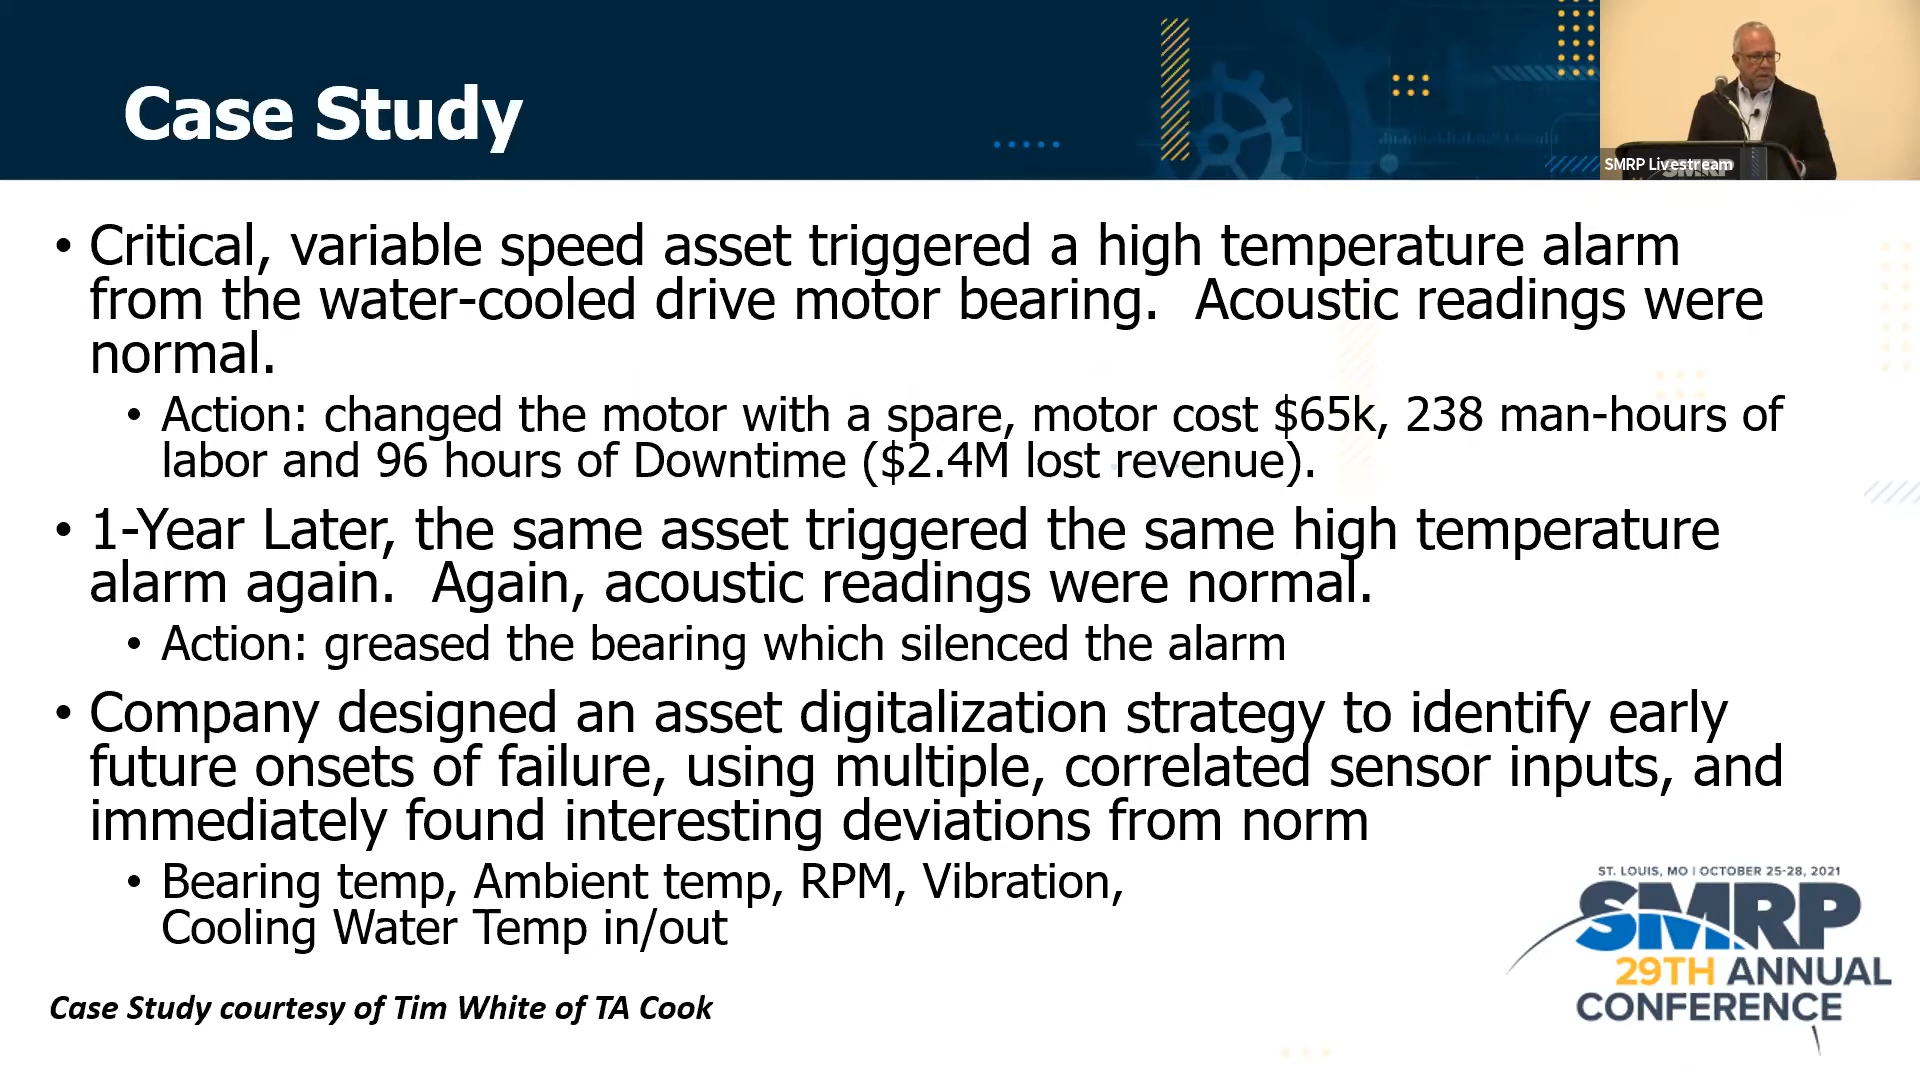 Case Study
SMRP Livestream
SMRP
• Critical, variable speed asset triggered a high temperature alarm
from the water-cooled drive motor bearing.  Acoustic readings were
normal.
• Action: changed the motor with a spare, motor cost $65k, 238 man-hours of
labor and 96 hours of Downtime ($2.4M lost revenue).
• 1-Year Later, the same asset triggered the same high temperature
alarm again.  Again, acoustic readings were normal.
• Action: greased the bearing which silenced the alarm
• Company designed an asset digitalization strategy to identify early
future onsets of failure, using multiple, correlated sensor inputs, and
immediately found interesting deviations from norm
• Bearing temp, Ambient temp, RPM, Vibration,
Cooling Water Temp in/out
Case Study courtesy of Tim White of TA Cook
ST. LOUIS, MO | OCTOBER 25-28, 2021
SMRP
29TH ANNUAL
CONFERENCE